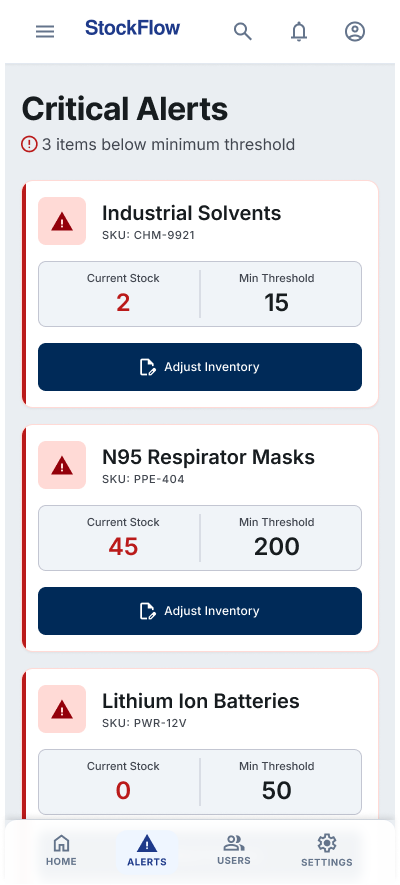 StockFlow
Critical Alerts
3 items below minimum threshold
Industrial Solvents
SKU: CHM-9921
Current Stock
Min Threshold
2
15
Adjust Inventory
N95 Respirator Masks
SKU: PPE-404
Current Stock
Min Threshold
45
200
Adjust Inventory
Lithium Ion Batteries
SKU: PWR-12V
Current Stock
Min Threshold
0
50
HOME
ALERTS
USERS
SETTINGS